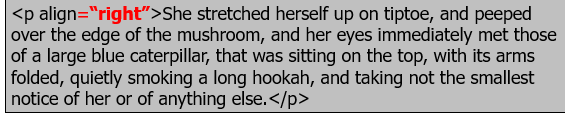 <p align=“right”>She stretched herself up on tiptoe, and peeped
over the edge of the mushroom, and her eyes immediately met those
of a large blue caterpillar, that was sitting on the top, with its arms
folded, quietly smoking a long hookah, and taking not the smallest
notice of her or of anything else.</p>